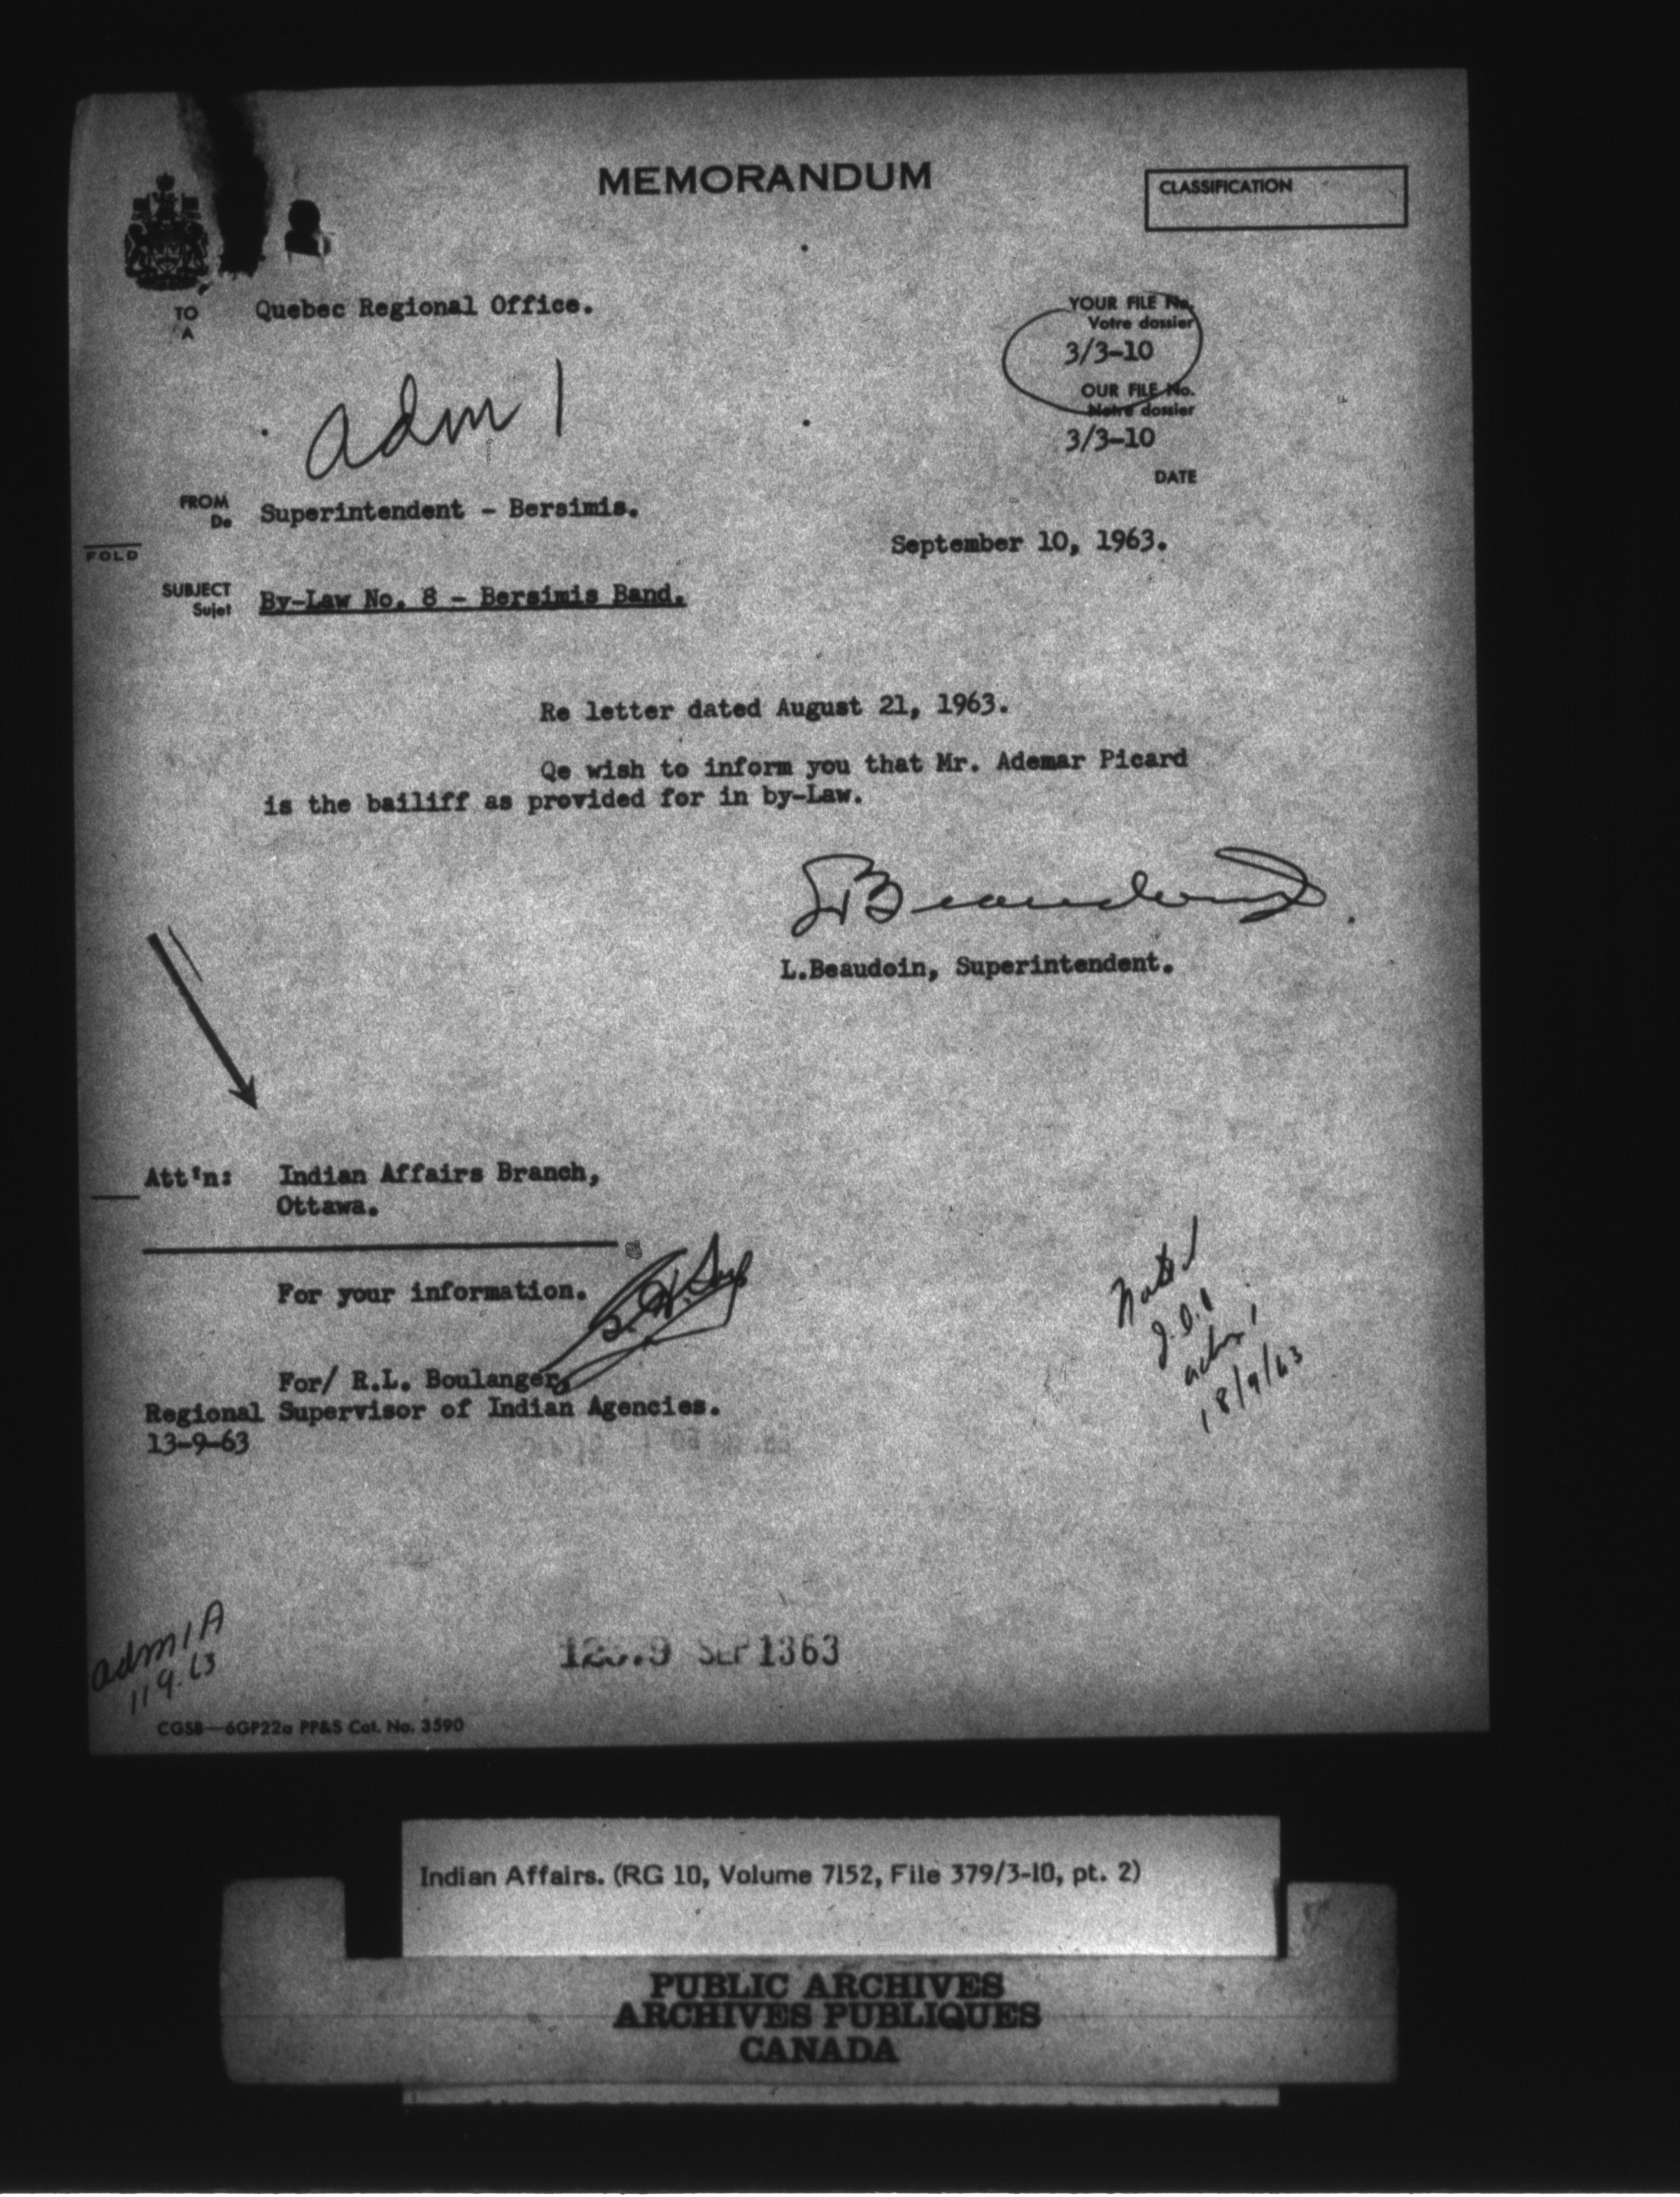 MEMORANDUM
CLASSIFICATION
TO
A
Quebec Regional Office.
YOUR FILE No.
Votre dossier
3/3-10
OUR FILE No.
Notre dossier
3/3-10
DATE
adm 1
FROM
De
Superintendent - Bersimis.
September 10, 1963.
FOLD
SUBJECT
Sujet
By-Law No. 8 - Bersimis Band.
Re letter dated August 21, 1963.
Qe wish to inform you that Mr. Ademar Picard
is the bailiff as provided for in by-Law.
L.Beaudoin, Superintendent.
Att'n: Indian Affairs Branch,
Ottawa.
For your information.
For/ R.L. Boulanger,
Regional Supervisor of Indian Agencies.
13-9-63
Noted
18/9/63
adm 1 A
11 9.63
SEP 1363
CGSB-6GP22a PP&S Cat. No. 3590
Indian Affairs. (RG 10, Volume 7152, File 379/3-10, pt. 2)
PUBLIC ARCHIVES
ARCHIVES PUBLIQUES
CANADA